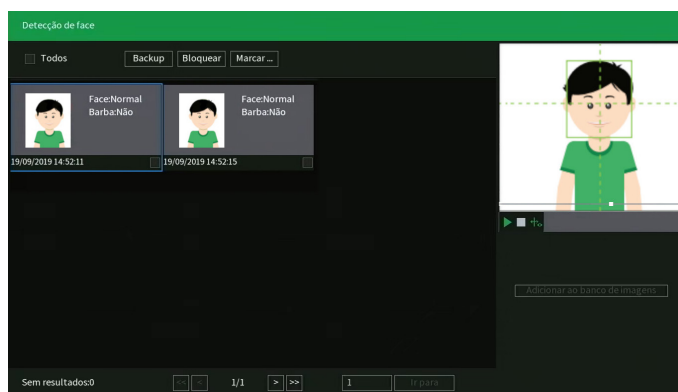 Detecção de face
Todos Backup Bloquear Marcar ...
Face:Normal
Barba:Não
19/09/2019 14:52:11
Face:Normal
Barba:Não
19/09/2019 14:52:15
Adicionar ao banco de imagens
Sem resultados:0 << < 1/1 > >> 1 Ir para